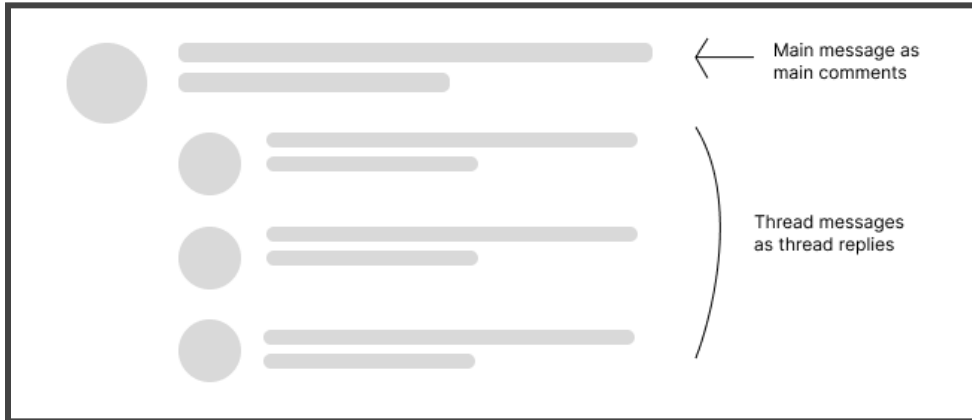 Main message as
main comments
Thread messages
as thread replies